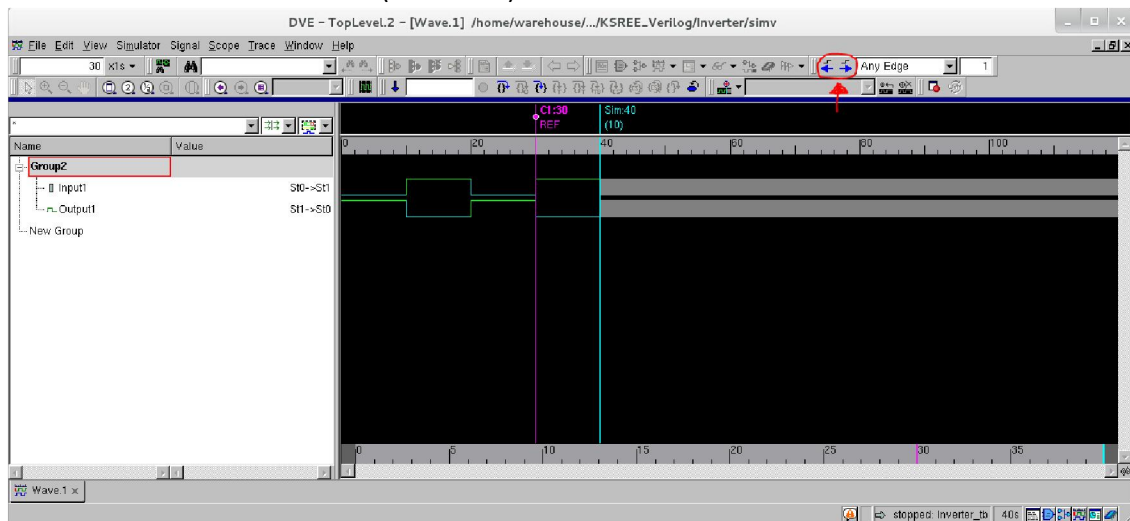 DVE - TopLevel.2 - [Wave.1] /home/warehouse/.../KSREE_Verilog/Inverter/simv
File Edit View Simulator Signal Scope Trace Window Help
30 x1s Any Edge 1
C1:30 Sim:40
REF (10)
Name Value 0 20 40 60 80 100
Group2
Input1 St0->St1
Output1 St1->St0
New Group
0 5 10 15 20 25 30 35
Wave.1 x
stopped: Inverter_tb 40s